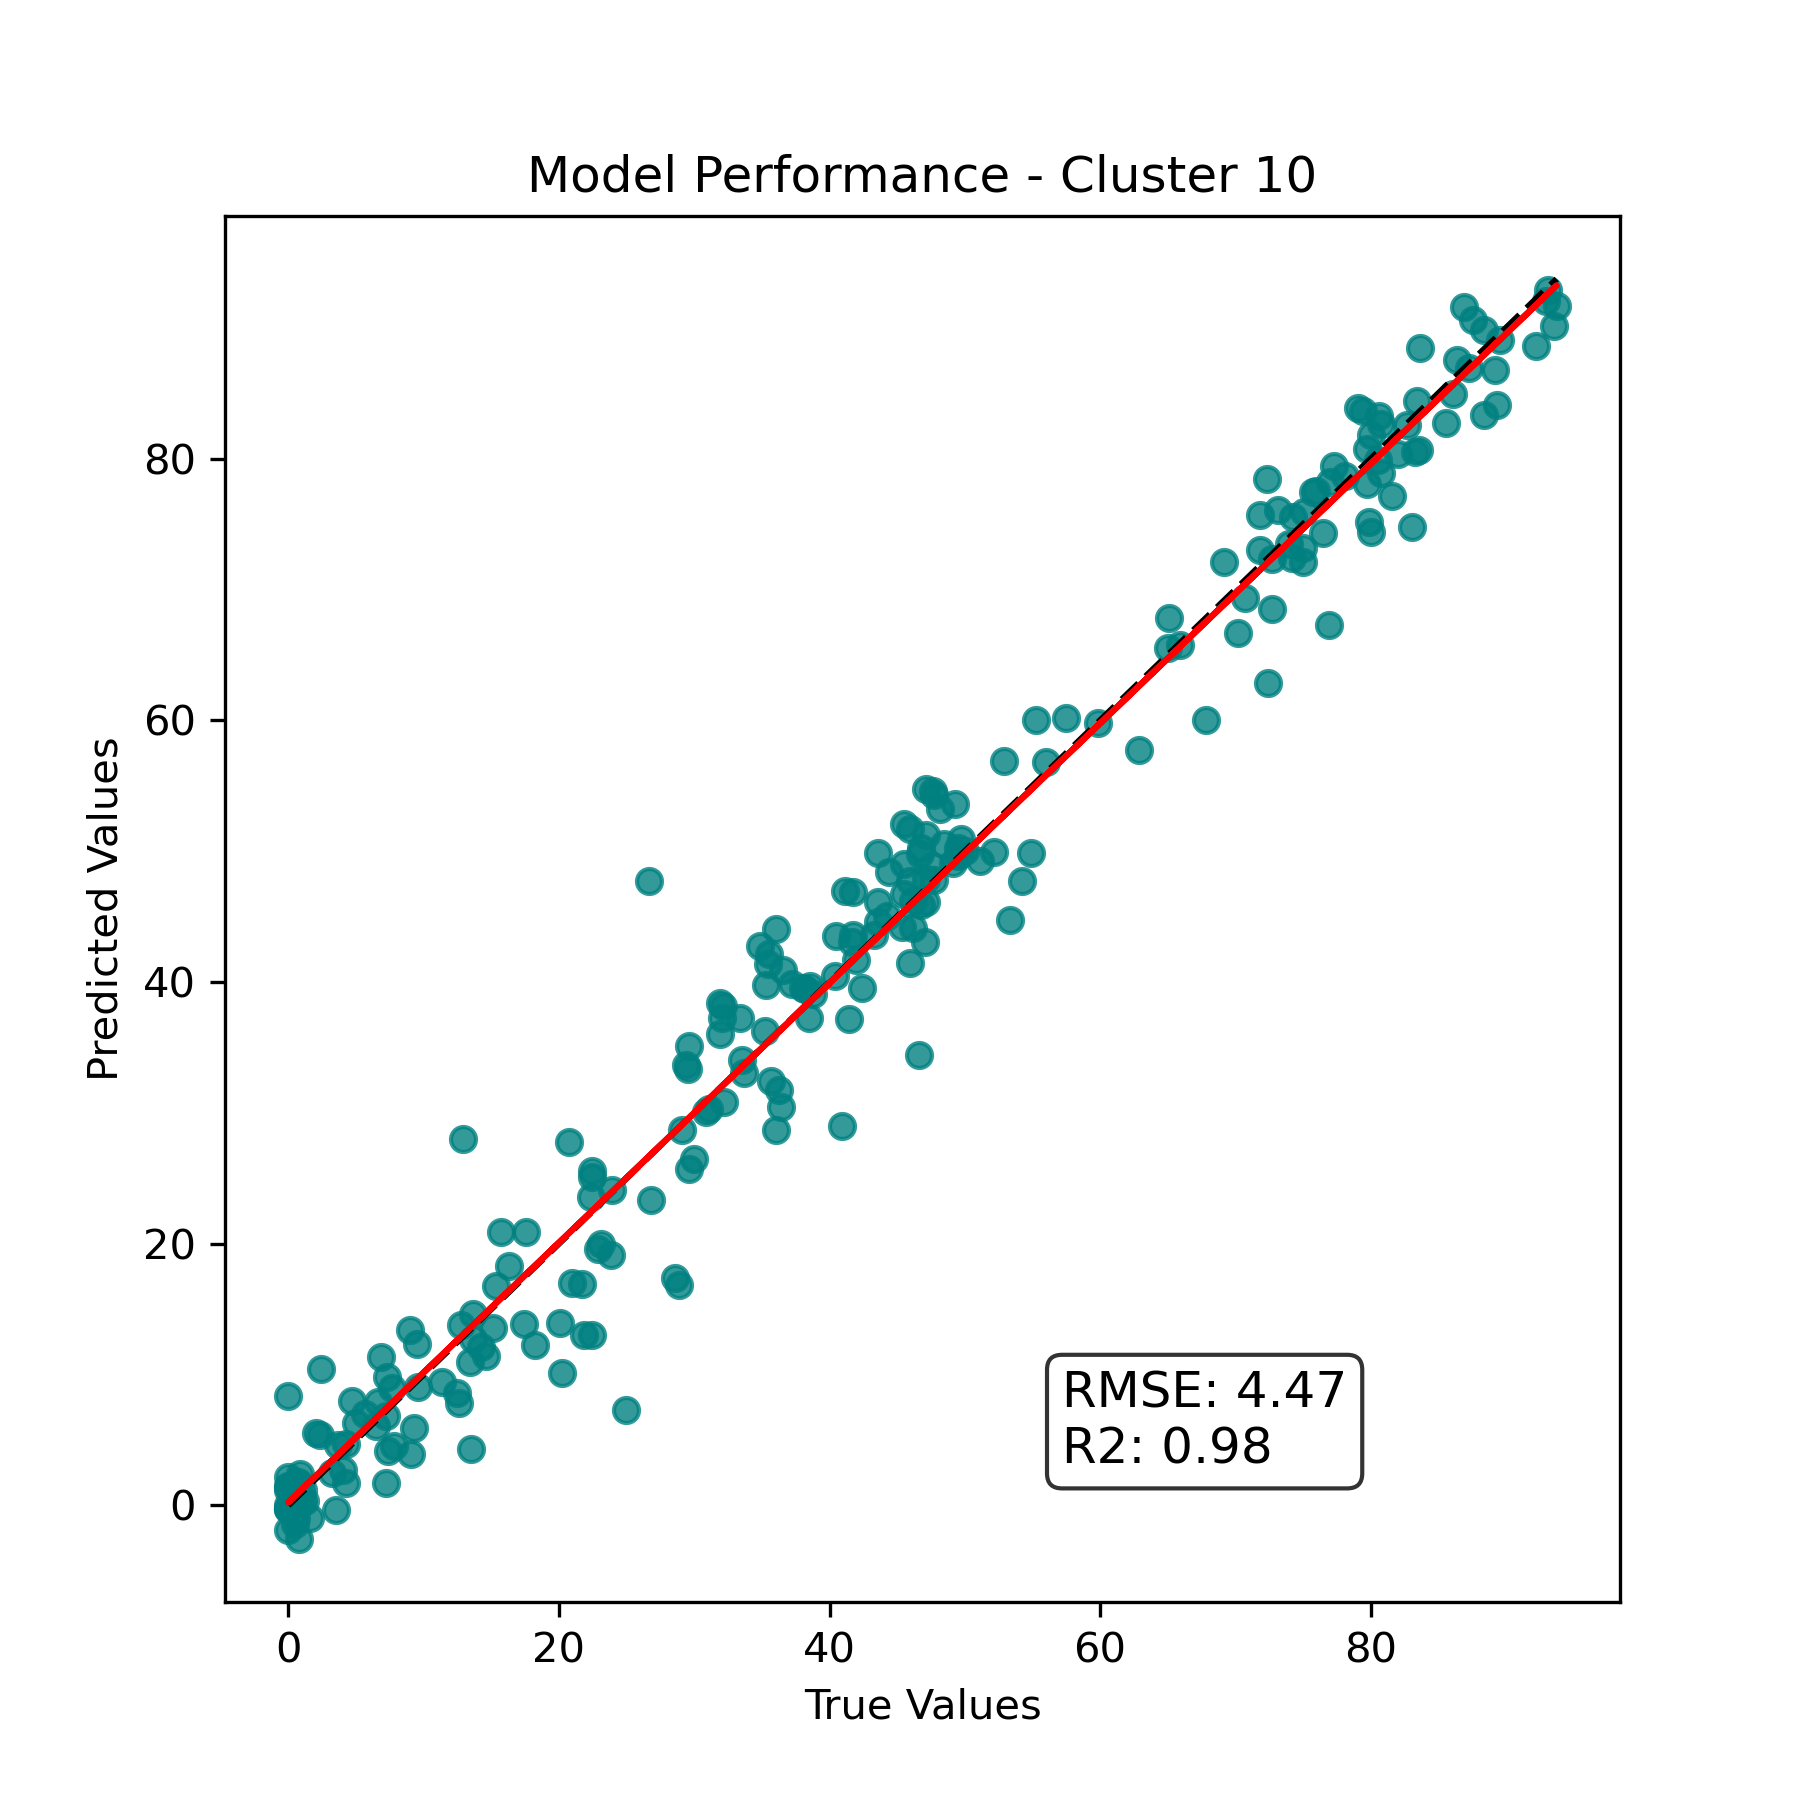 Model Performance - Cluster 10
Predicted Values
80
60
40
20
0
RMSE: 4.47
R2: 0.98
0 20 40 60 80
True Values